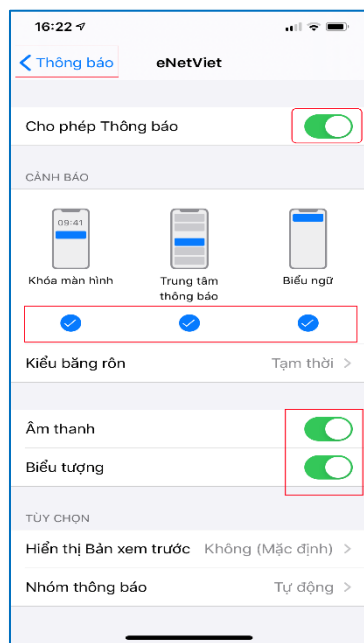 16:22
Thông báo eNetViet
Cho phép Thông báo
CẢNH BÁO
09:41
Khóa màn hình Trung tâm thông báo Biểu ngữ
Kiểu băng rôn Tạm thời
Âm thanh
Biểu tượng
TÙY CHỌN
Hiển thị Bản xem trước Không (Mặc định)
Nhóm thông báo Tự động